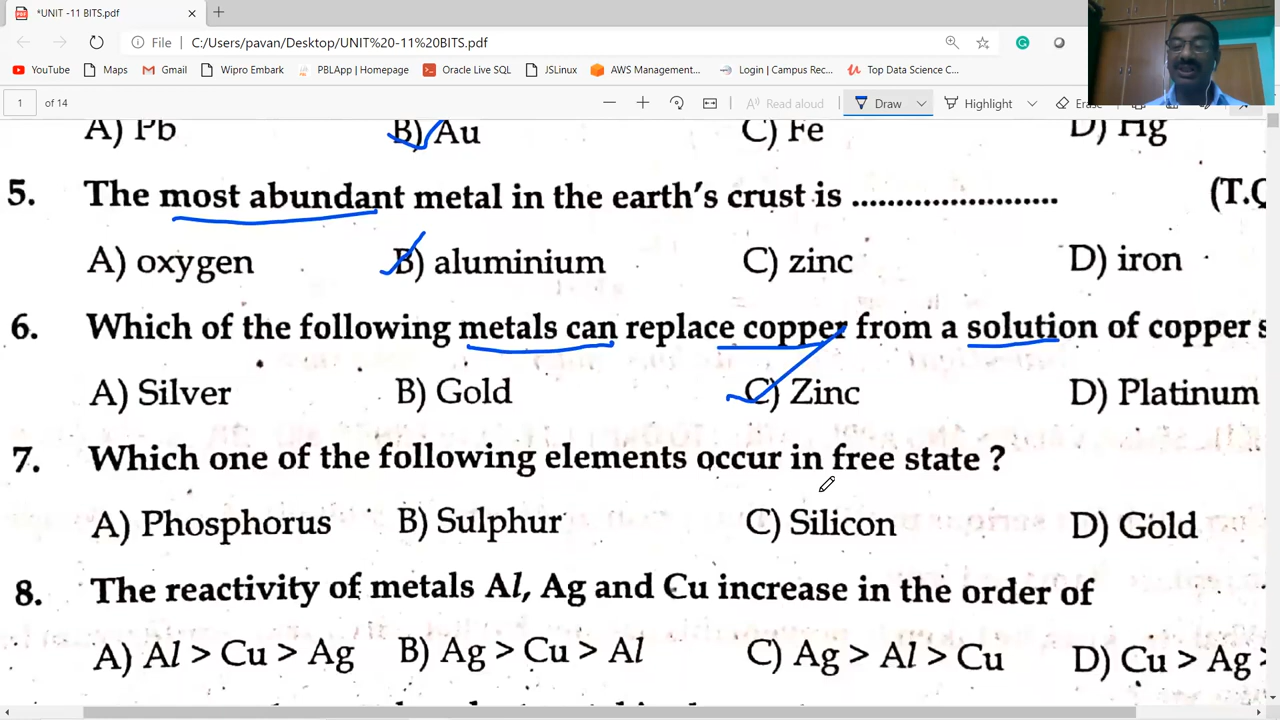 *UNIT -11 BITS.pdf
File C:/Users/pavan/Desktop/UNIT%20-11%20BITS.pdf
YouTube Maps Gmail Wipro Embark PBLApp | Homepage Oracle Live SQL JSLinux AWS Management... Login | Campus Rec... Top Data Science C...
1 of 14 Read aloud Draw Highlight Erase
A) Pb B) Au C) Fe D) Hg
5. The most abundant metal in the earth's crust is ....................... (T.Q
A) oxygen B) aluminium C) zinc D) iron
6. Which of the following metals can replace copper from a solution of copper s
A) Silver B) Gold C) Zinc D) Platinum
7. Which one of the following elements occur in free state ?
A) Phosphorus B) Sulphur C) Silicon D) Gold
8. The reactivity of metals Al, Ag and Cu increase in the order of
A) Al > Cu > Ag B) Ag > Cu > Al C) Ag > Al > Cu D) Cu > Ag >